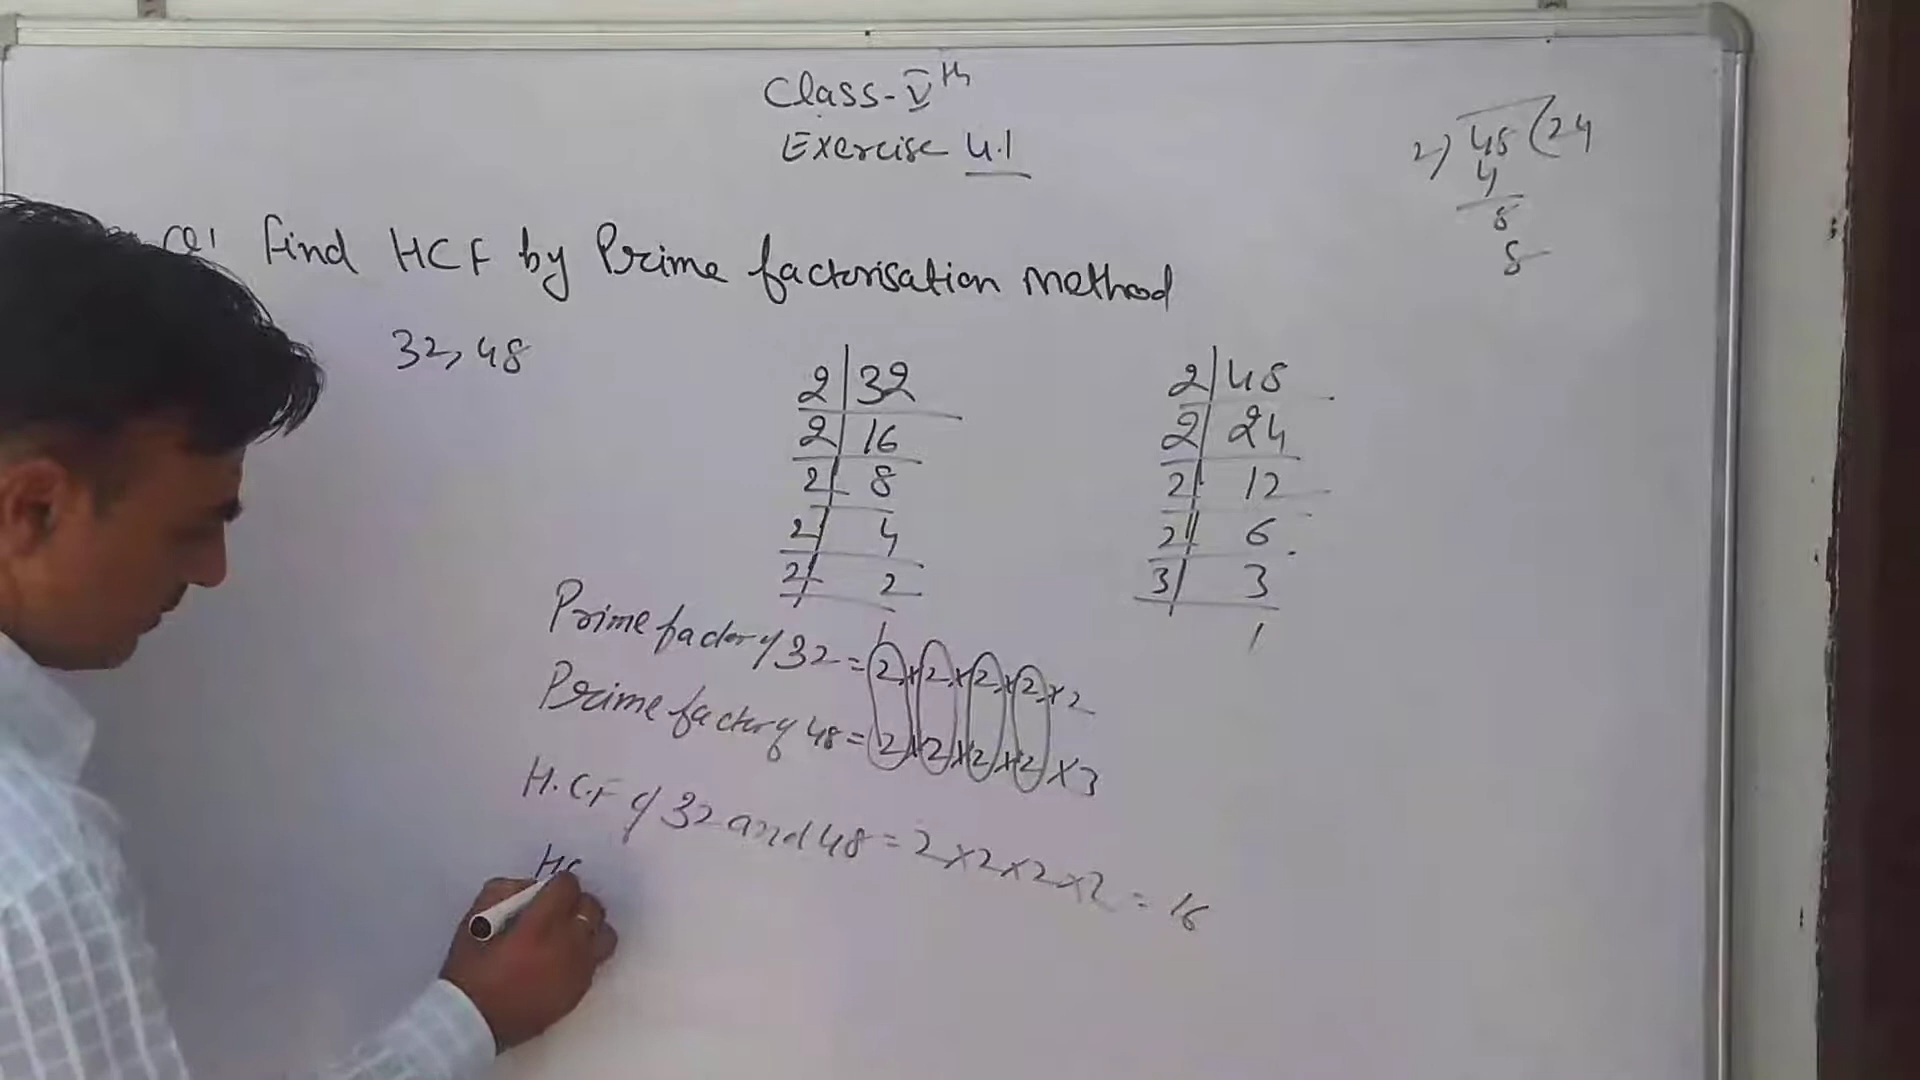 Class-Vth
Exercise 4.1
2) 48 (24
4
8
8
Q1 find HCF by Prime factorisation Method
32, 48
2 | 32
2 | 16
2 | 8
2 | 4
2 | 2
1
2 | 48
2 | 24
2 | 12
2 | 6
3 | 3
1
Prime factor of 32 = 2×2×2×2×2
Prime factor of 48 = 2×2×2×2×3
H.C.F of 32 and 48 = 2×2×2×2 = 16
HC